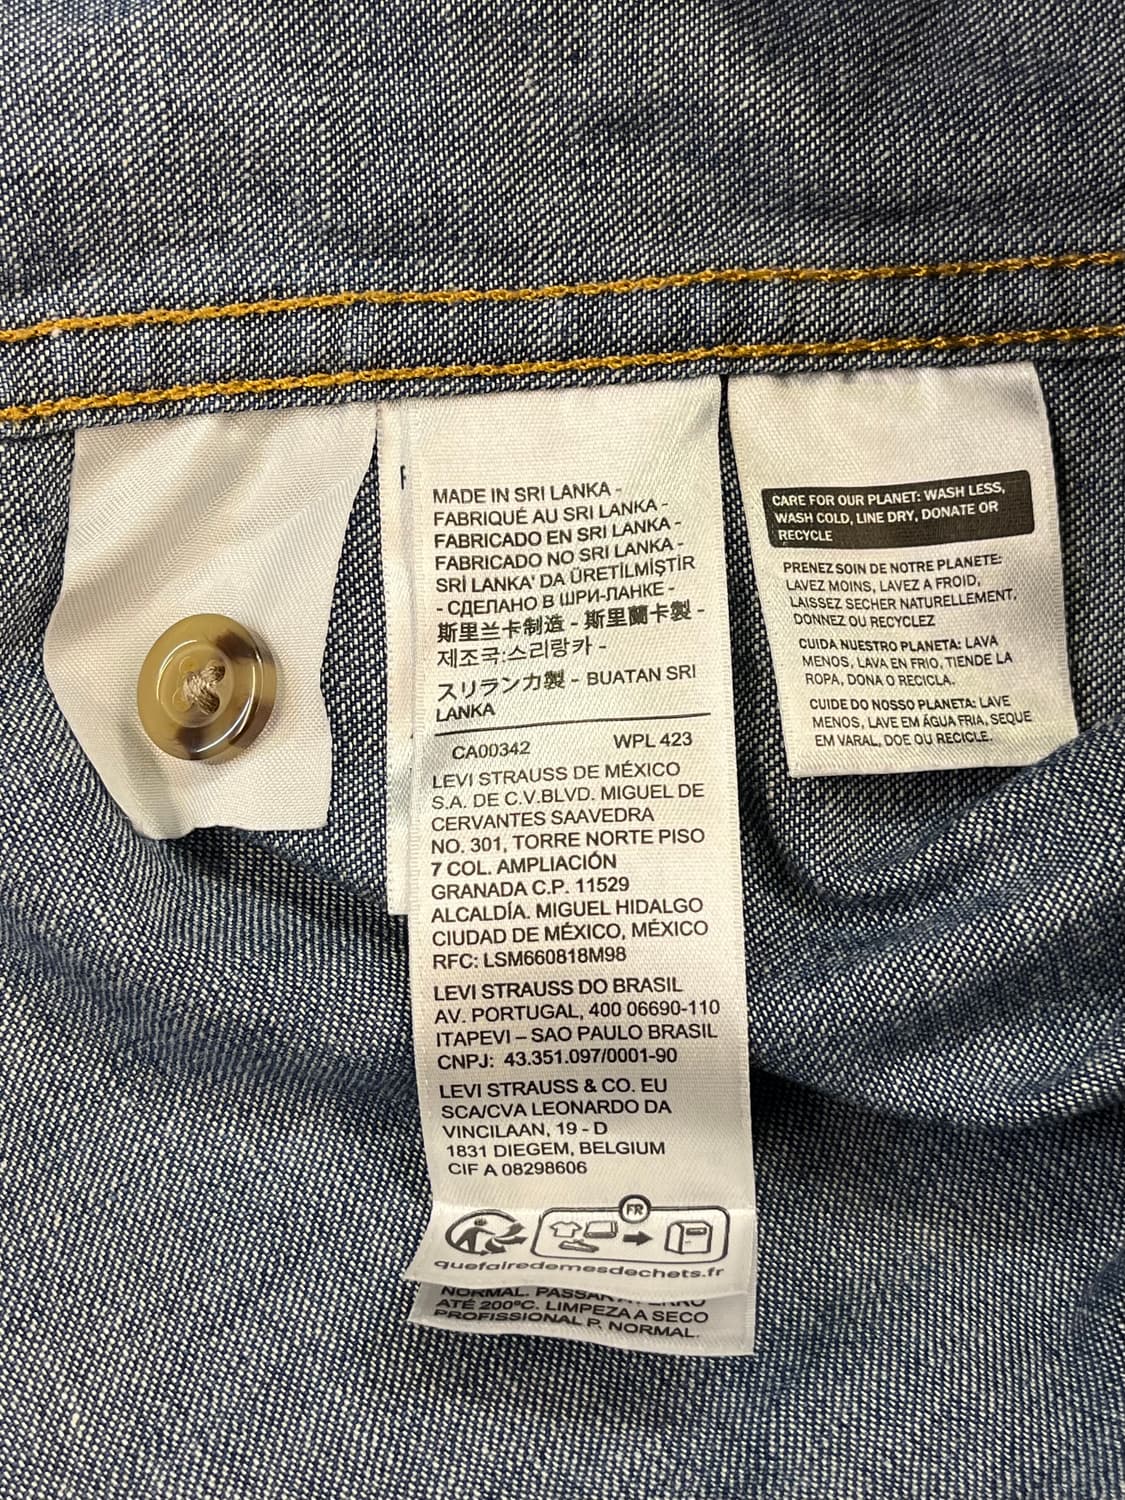 MADE IN SRI LANKA -
FABRIQUÉ AU SRI LANKA -
FABRICADO EN SRI LANKA -
FABRICADO NO SRI LANKA -
SRİ LANKA' DA ÜRETİLMİŞTİR
- СДЕЛАНО В ШРИ-ЛАНКЕ -
斯里兰卡制造 - 斯里蘭卡製 -
제조국:스리랑카 -
スリランカ製 - BUATAN SRI
LANKA
CA00342 WPL 423
LEVI STRAUSS DE MÉXICO
S.A. DE C.V.BLVD. MIGUEL DE
CERVANTES SAAVEDRA
NO. 301, TORRE NORTE PISO
7 COL. AMPLIACIÓN
GRANADA C.P. 11529
ALCALDÍA. MIGUEL HIDALGO
CIUDAD DE MÉXICO, MÉXICO
RFC: LSM660818M98
LEVI STRAUSS DO BRASIL
AV. PORTUGAL, 400 06690-110
ITAPEVI – SAO PAULO BRASIL
CNPJ: 43.351.097/0001-90
LEVI STRAUSS & CO. EU
SCA/CVA LEONARDO DA
VINCILAAN, 19 - D
1831 DIEGEM, BELGIUM
CIF A 08298606
FR
quefairedemesdechets.fr
NORMAL. PASSAR A FERRO
ATÉ 200ºC. LIMPEZA A SECO
PROFISSIONAL P. NORMAL.
CARE FOR OUR PLANET: WASH LESS,
WASH COLD, LINE DRY, DONATE OR
RECYCLE
PRENEZ SOIN DE NOTRE PLANETE:
LAVEZ MOINS, LAVEZ A FROID,
LAISSEZ SECHER NATURELLEMENT,
DONNEZ OU RECYCLEZ
CUIDA NUESTRO PLANETA: LAVA
MENOS, LAVA EN FRIO, TIENDE LA
ROPA, DONA O RECICLA.
CUIDE DO NOSSO PLANETA: LAVE
MENOS, LAVE EM ÁGUA FRIA, SEQUE
EM VARAL, DOE OU RECICLE.